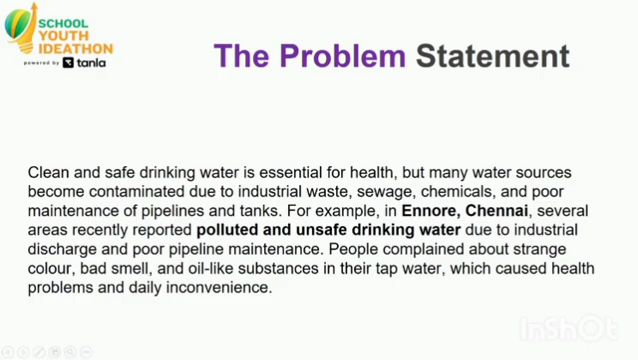 SCHOOL
YOUTH
IDEATHON
powered by tanla
The Problem Statement
Clean and safe drinking water is essential for health, but many water sources
become contaminated due to industrial waste, sewage, chemicals, and poor
maintenance of pipelines and tanks. For example, in Ennore, Chennai, several
areas recently reported polluted and unsafe drinking water due to industrial
discharge and poor pipeline maintenance. People complained about strange
colour, bad smell, and oil-like substances in their tap water, which caused health
problems and daily inconvenience.
InShOt